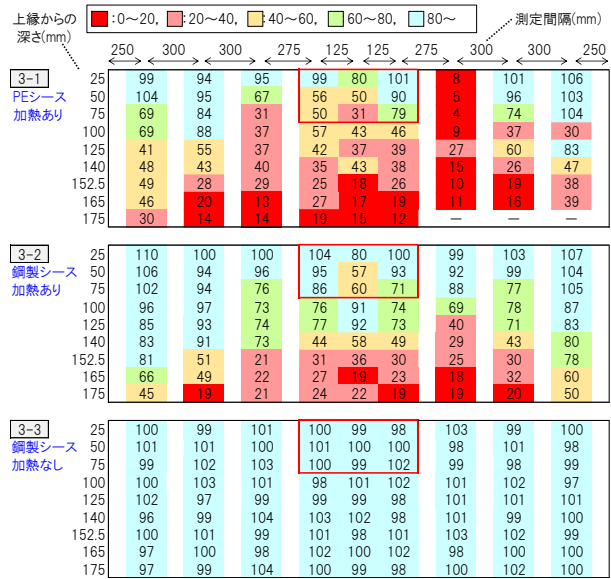 上縁からの
深さ(mm)
:0～20, :20～40, :40～60, :60～80, :80～
測定間隔(mm)
250 300 300 275 125 125 275 300 300 250
3-1
PEシース
加熱あり
25 99 94 95 99 80 101 8 101 106
50 104 95 67 56 50 90 5 96 103
75 69 84 31 50 31 79 4 74 104
100 69 88 37 57 43 46 9 37 30
125 41 55 37 42 37 39 27 60 83
140 48 43 40 35 43 38 15 26 47
152.5 49 28 29 25 18 26 10 19 38
165 46 20 13 27 17 19 11 16 39
175 30 14 14 19 15 12 － － －
3-2
鋼製シース
加熱あり
25 110 100 100 104 80 100 99 103 107
50 106 94 96 95 57 93 92 99 104
75 102 94 76 86 60 71 88 77 105
100 96 97 73 76 91 74 69 78 87
125 85 93 74 77 92 73 40 71 83
140 83 91 73 44 58 49 29 43 80
152.5 81 51 21 31 36 30 25 30 78
165 66 49 22 27 19 23 18 32 60
175 45 19 21 24 22 19 19 20 50
3-3
鋼製シース
加熱なし
25 100 99 101 100 99 98 103 99 100
50 101 101 100 101 100 100 98 101 98
75 99 102 103 100 99 102 99 98 99
100 100 103 101 98 101 102 101 102 97
125 102 97 99 99 99 98 101 101 101
140 96 99 104 103 102 98 101 99 100
152.5 100 101 99 101 98 101 103 102 99
165 97 100 98 102 100 102 98 100 100
175 97 99 104 100 99 98 100 100 100